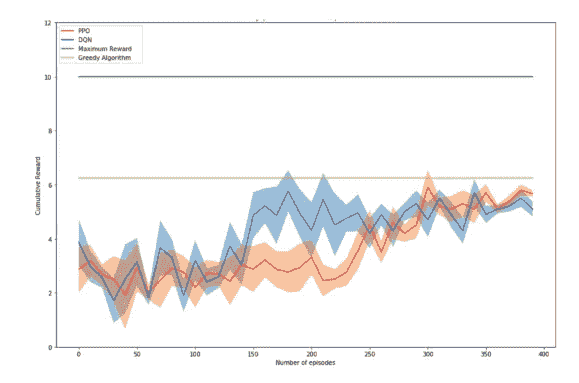 PPO
DQN
Maximum Reward
Greedy Algorithm
12
10
8
6
4
2
0
Cumulative Reward
0
50
100
150
200
250
300
350
400
Number of episodes